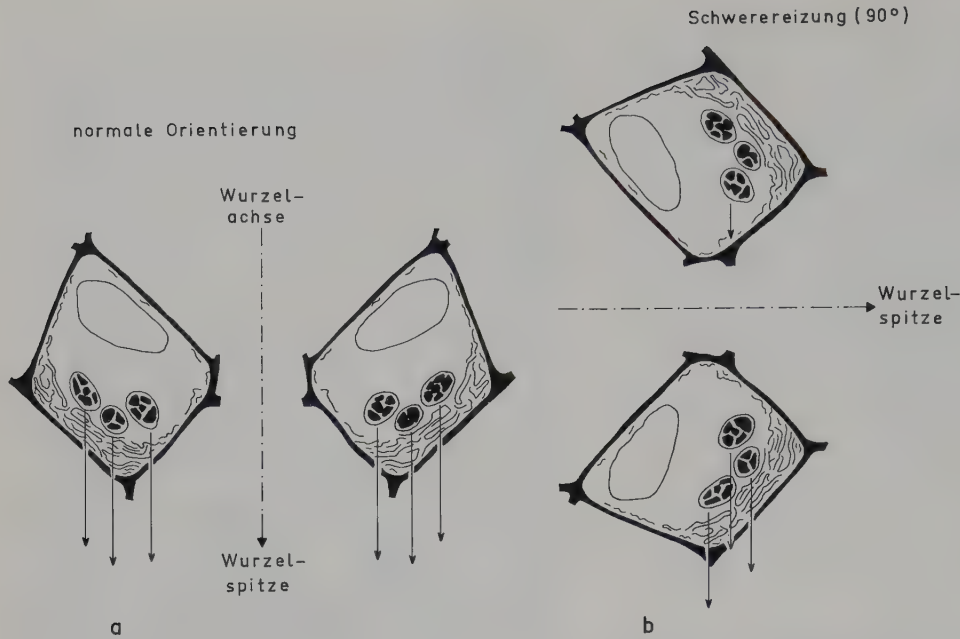 Schwerereizung (90°)
normale Orientierung
Wurzel–
achse
Wurzel–
spitze
Wurzel–
spitze
a
b